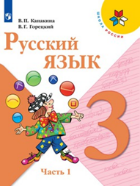 В. П. Канакина
В. Г. Горецкий
Русский
язык
3
Часть 1